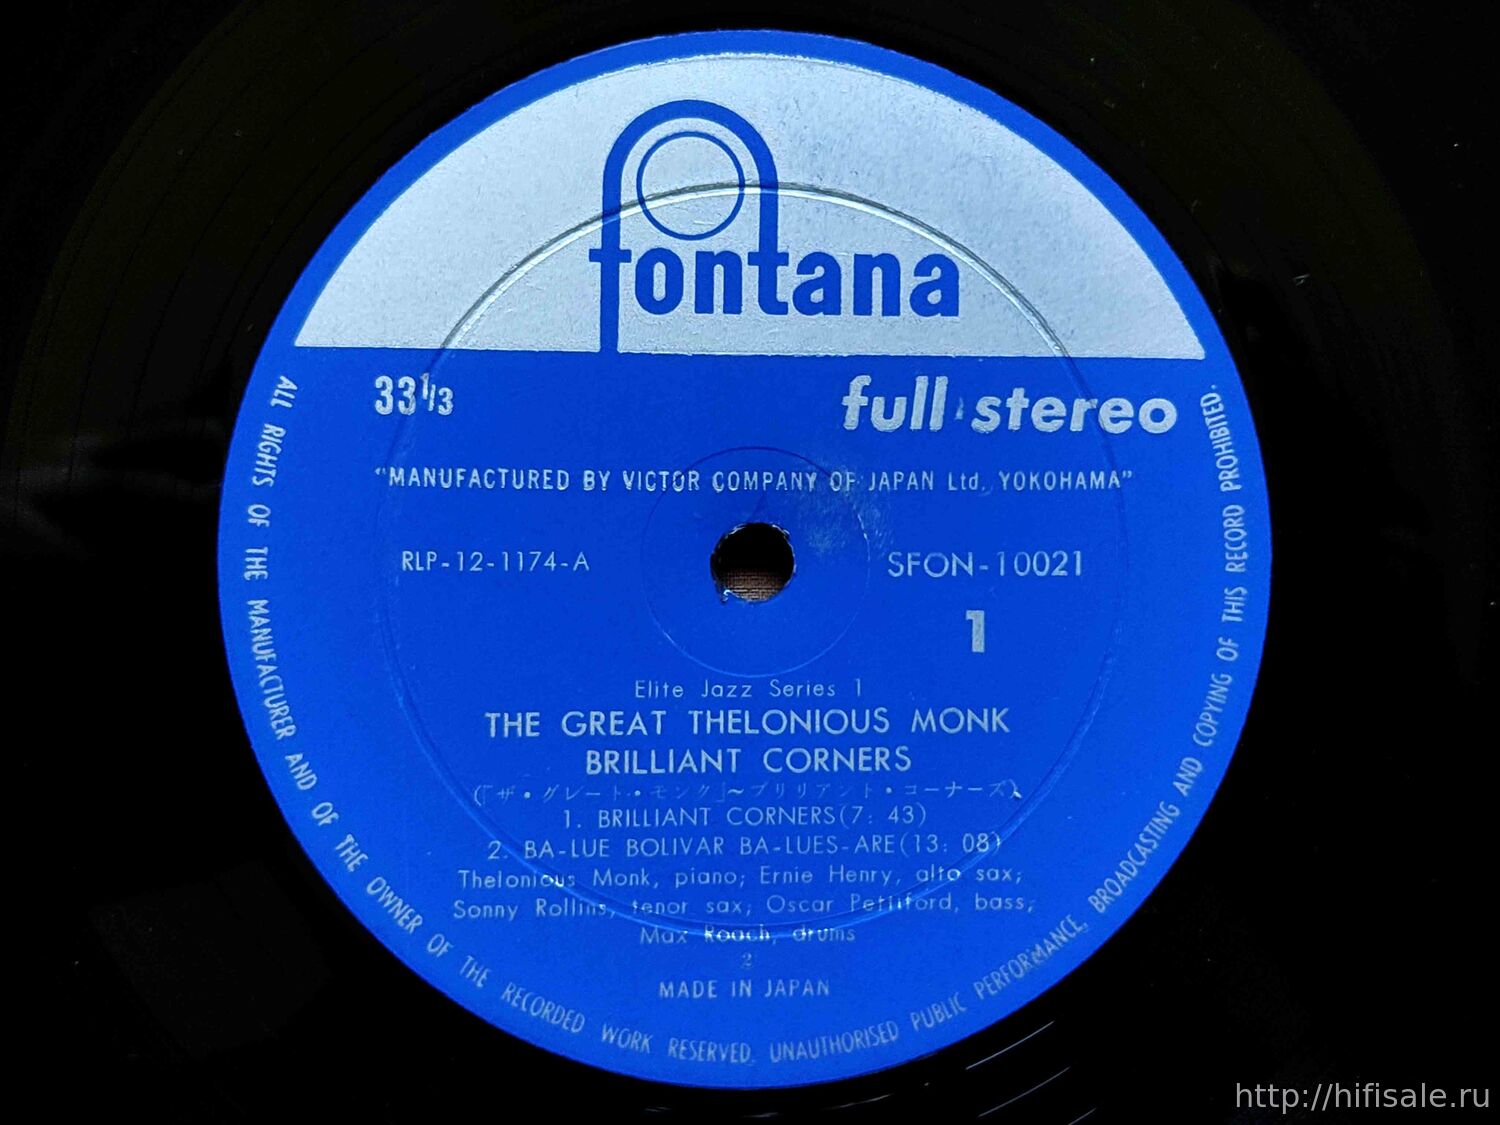 fontana
33 1/3
full stereo
"MANUFACTURED BY VICTOR COMPANY OF JAPAN Ltd. YOKOHAMA"
RLP-12-1174-A
SFON-10021
1
Elite Jazz Series 1
THE GREAT THELONIOUS MONK
BRILLIANT CORNERS
(「ザ・グレート・モンク」〜ブリリアント・コーナーズ)
1. BRILLIANT CORNERS(7: 43)
2. BA-LUE BOLIVAR BA-LUES-ARE(13: 08)
Thelonious Monk, piano; Ernie Henry, alto sax;
Sonny Rollins, tenor sax; Oscar Pettiford, bass;
Max Roach, drums
2
MADE IN JAPAN
ALL RIGHTS OF THE MANUFACTURER AND OF THE OWNER OF THE RECORDED WORK RESERVED. UNAUTHORISED PUBLIC PERFORMANCE, BROADCASTING AND COPYING OF THIS RECORD PROHIBITED.
http://hifisale.ru